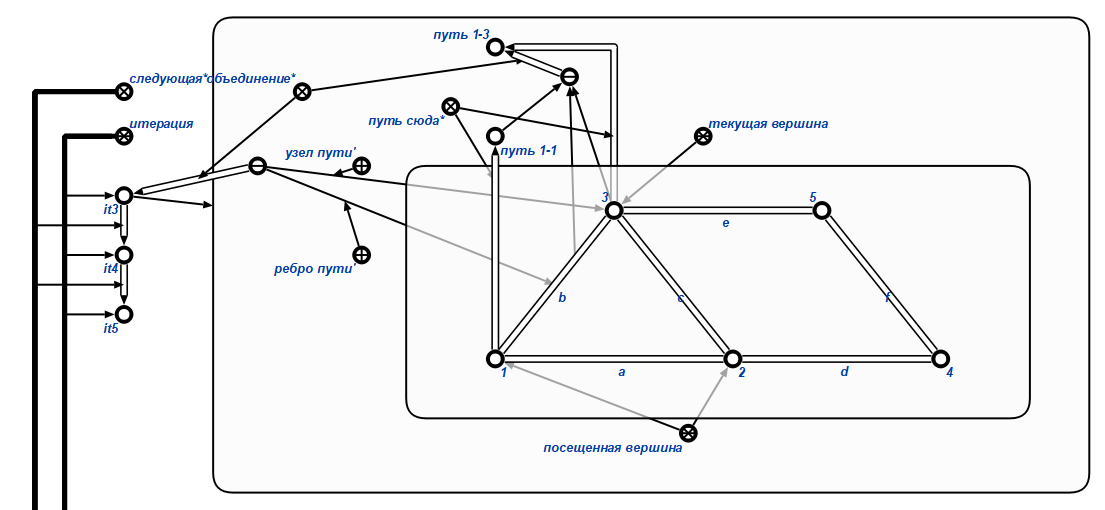 путь 1-3
следующая*
объединение*
итерация
путь сюда*
текущая вершина
узел пути'
путь 1-1
3
5
it3
e
it4
ребро пути'
b
c
f
it5
1
a
2
d
4
посещенная вершина